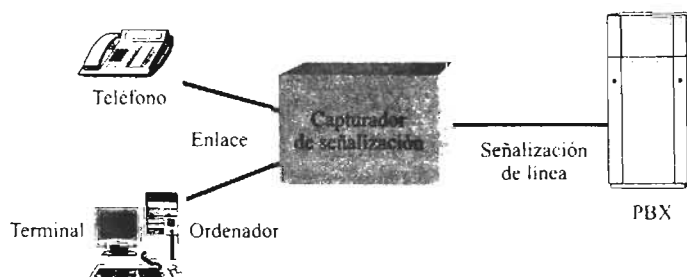 Teléfono
Enlace
Capturador
de señalización
Señalización
de línea
PBX
Terminal
Ordenador